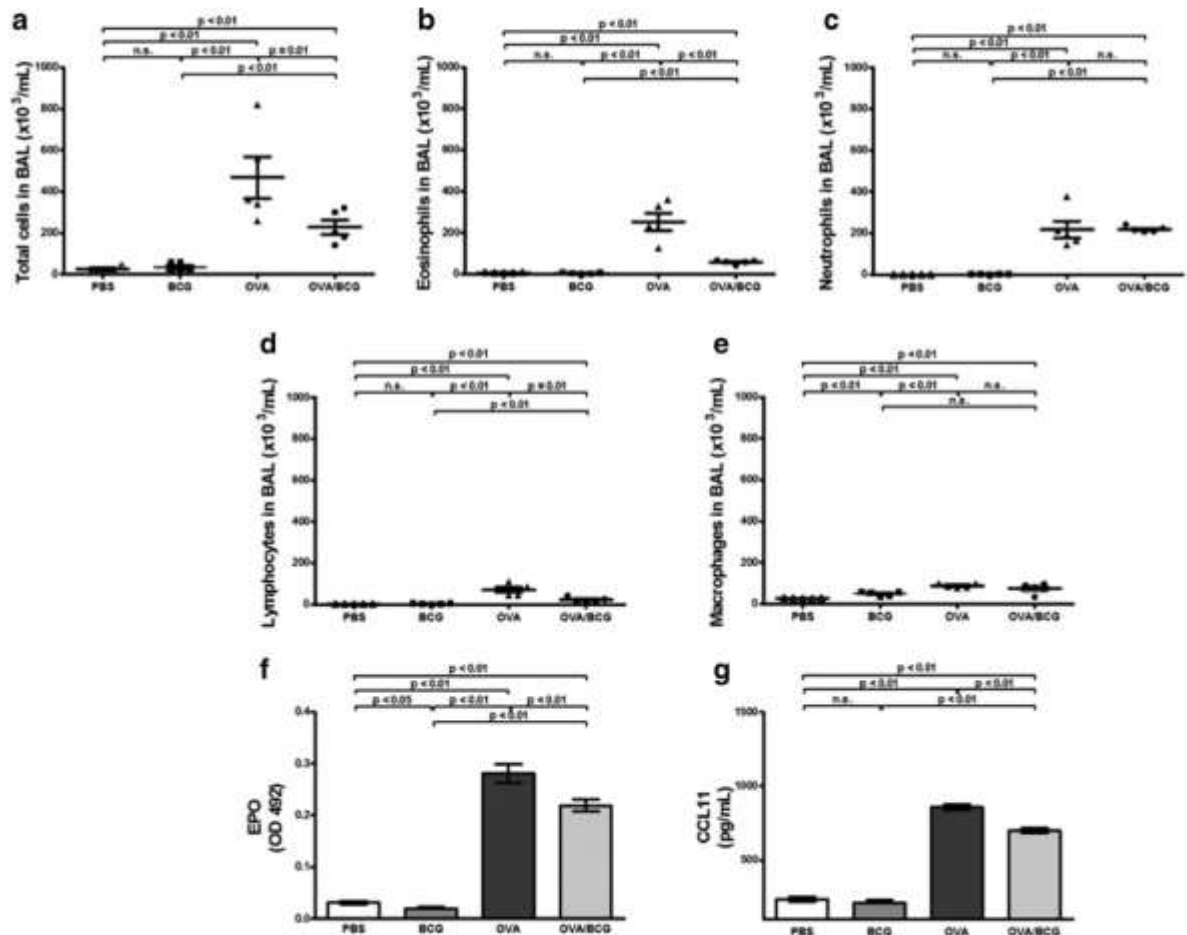 a
p < 0.01
p < 0.01
n.s. p < 0.01 p = 0.01
p < 0.01
Total cells in BAL (x10³/mL)
1000
800
600
400
200
0
PBS BCG OVA OVA/BCG
b
p < 0.01
p < 0.01
n.s. p < 0.01 p < 0.01
p < 0.01
Eosinophils in BAL (x10³/mL)
1000
800
600
400
200
0
PBS BCG OVA OVA/BCG
c
p < 0.01
p < 0.01
n.s. p < 0.01 n.s.
p < 0.01
Neutrophils in BAL (x10³/mL)
1000
800
600
400
200
0
PBS BCG OVA OVA/BCG
d
p < 0.01
p < 0.01
n.s. p < 0.01 p = 0.01
p < 0.01
Lymphocytes in BAL (x10³/mL)
1000
800
600
400
200
0
PBS BCG OVA OVA/BCG
e
p < 0.01
p < 0.01
p < 0.01 p < 0.01 n.s.
n.s.
Macrophages in BAL (x10³/mL)
1000
800
600
400
200
0
PBS BCG OVA OVA/BCG
f
p < 0.01
p < 0.01
p < 0.05 p < 0.01 p < 0.01
p < 0.01
EPO
(OD 492)
0.4
0.3
0.2
0.1
0.0
PBS BCG OVA OVA/BCG
g
p < 0.01
p < 0.01 p < 0.01
n.s. p < 0.01
CCL11
(pg/mL)
1500
1000
500
PBS BCG OVA OVA/BCG